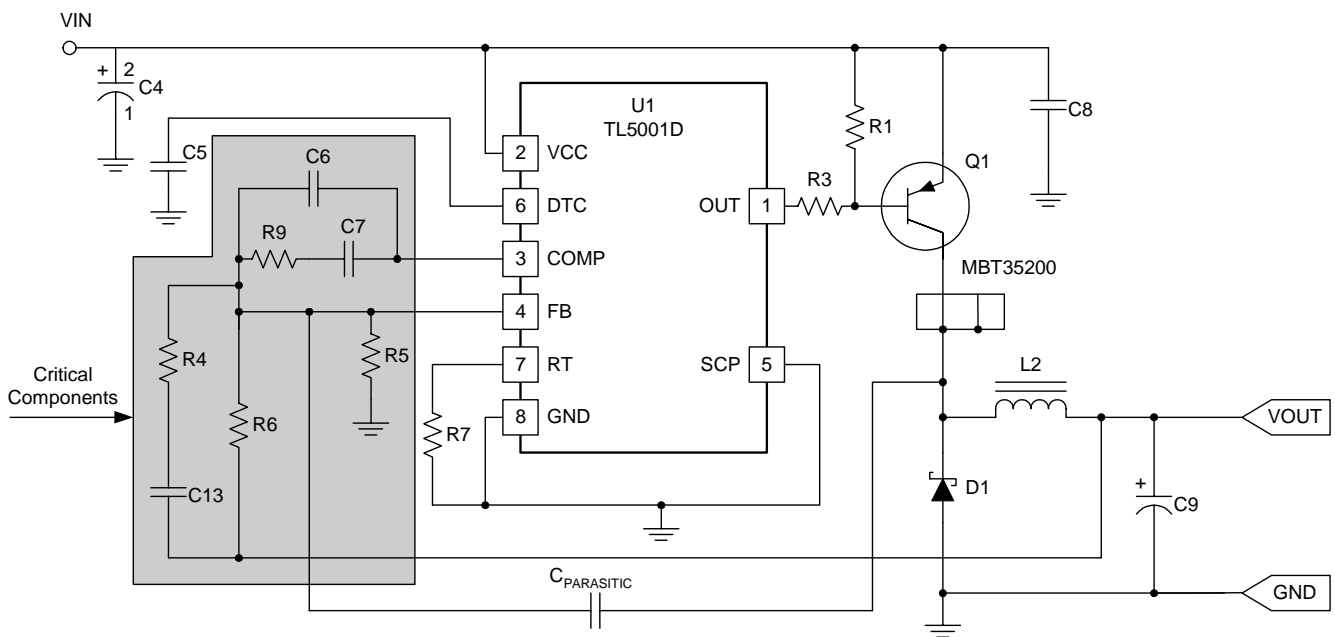 VIN
+ 2
C4
1
C5
C6
R9
C7
U1
TL5001D
2 VCC
6 DTC
3 COMP
4 FB
7 RT
8 GND
OUT 1
SCP 5
R1
R3
Q1
C8
MBT35200
R4
R5
R6
R7
C13
Critical
Components
L2
VOUT
D1
+
C9
GND
CPARASITIC